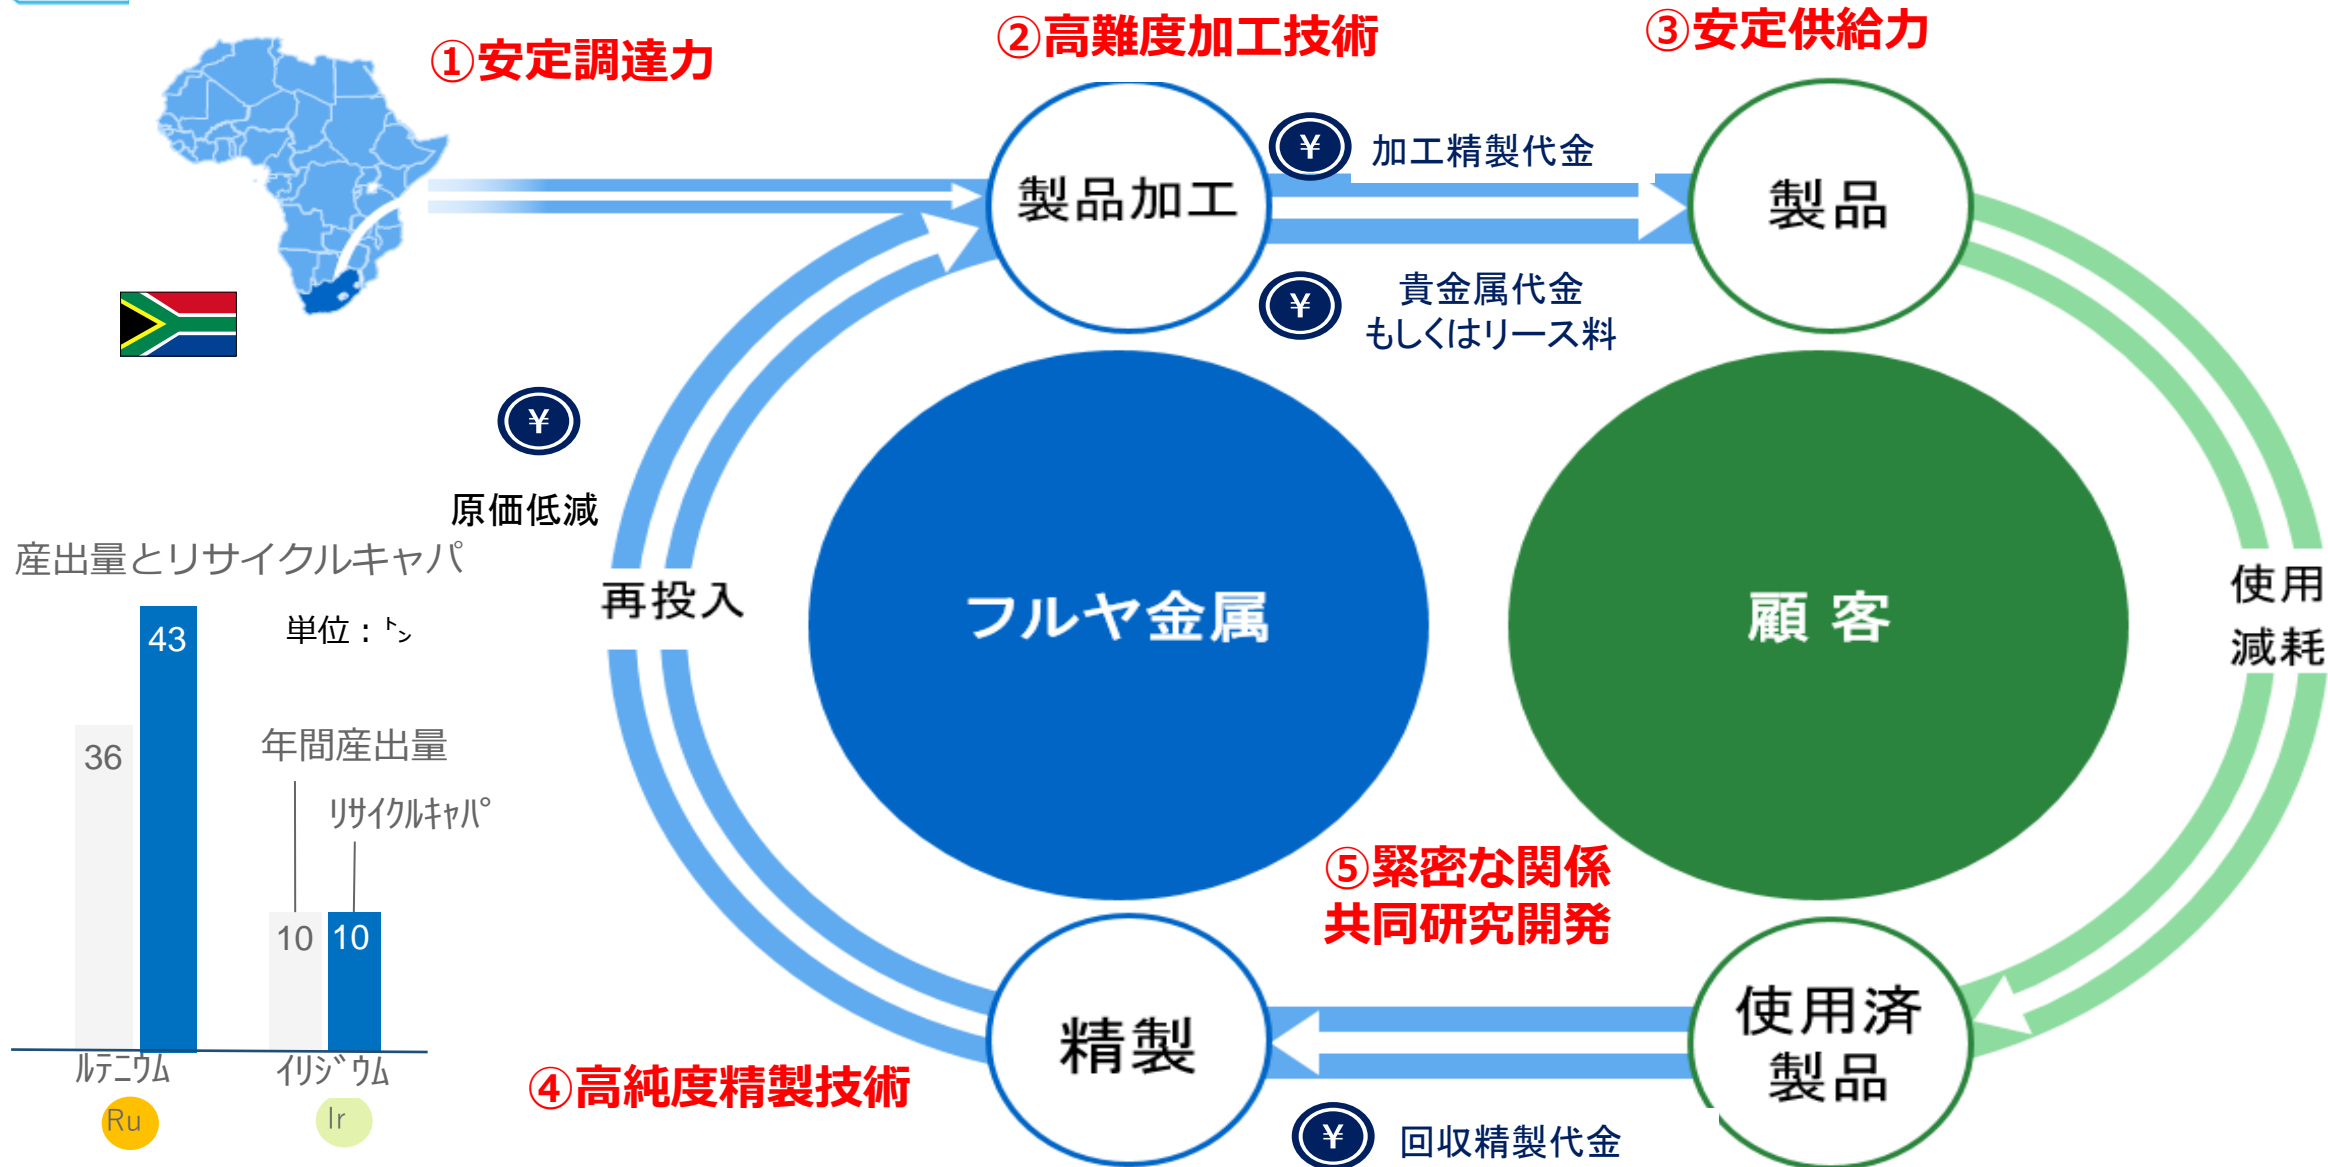 ①安定調達力
②高難度加工技術
③安定供給力
製品加工
¥
加工精製代金
製品
¥
貴金属代金
もしくはリース料
¥
原価低減
再投入
フルヤ金属
顧 客
使用
減耗
産出量とリサイクルキャパ
単位：㌧
43
36
年間産出量
ﾘｻｲｸﾙｷｬﾊﾟ
10
10
ﾙﾃﾆｳﾑ
ｲﾘｼﾞｳﾑ
Ru
Ir
⑤緊密な関係
共同研究開発
④高純度精製技術
精製
使用済
製品
¥
回収精製代金